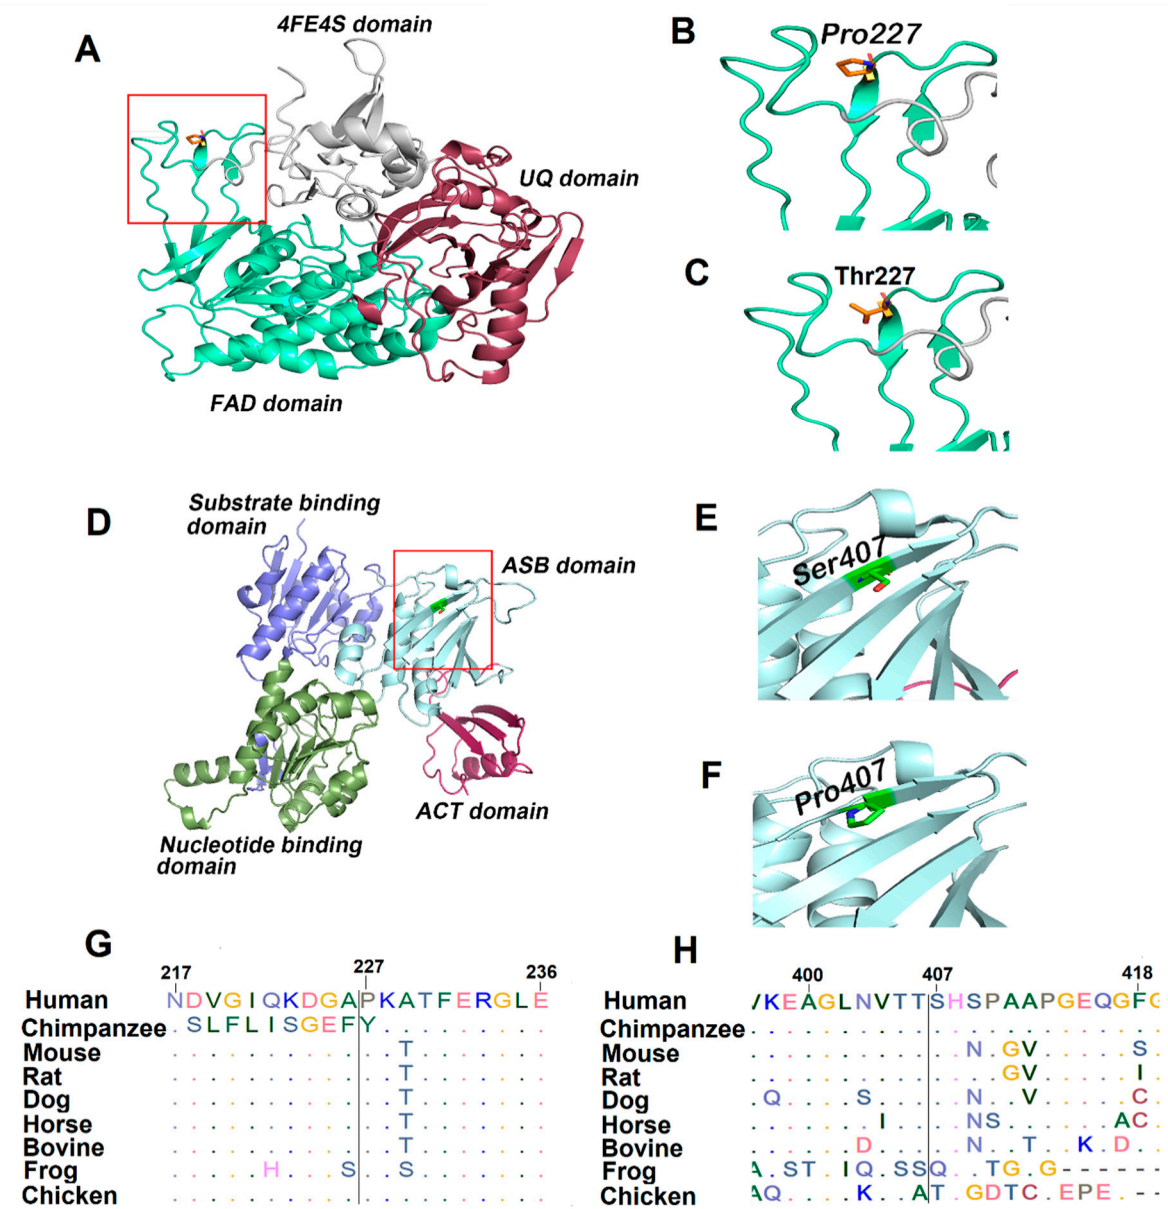 A
4FE4S domain
UQ domain
FAD domain
B
Pro227
C
Thr227
D
Substrate binding
domain
ASB domain
ACT domain
Nucleotide binding
domain
E
Ser407
F
Pro407
G
217 227 236
Human NDVGIQKDGAPKATFERGLE
Chimpanzee .SLFLISGEFY
Mouse ............T.......
Rat ............T.......
Dog ............T.......
Horse ............T.......
Bovine ............T.......
Frog .....H...S..S.......
Chicken ....................
H
400 407 418
Human VKEAGLNVTTSHSPAAPGEQGFG
Chimpanzee .......................
Mouse ............N.GV.....S.
Rat ..............GV.....I.
Dog .Q....S.....N..V.....C.
Horse .......I....NS......AC.
Bovine ......D.....N..T..K.D..
Frog A.ST.IQ.SSQ..TG.G------
Chicken AQ....K..AT.GDTC.EPE.--